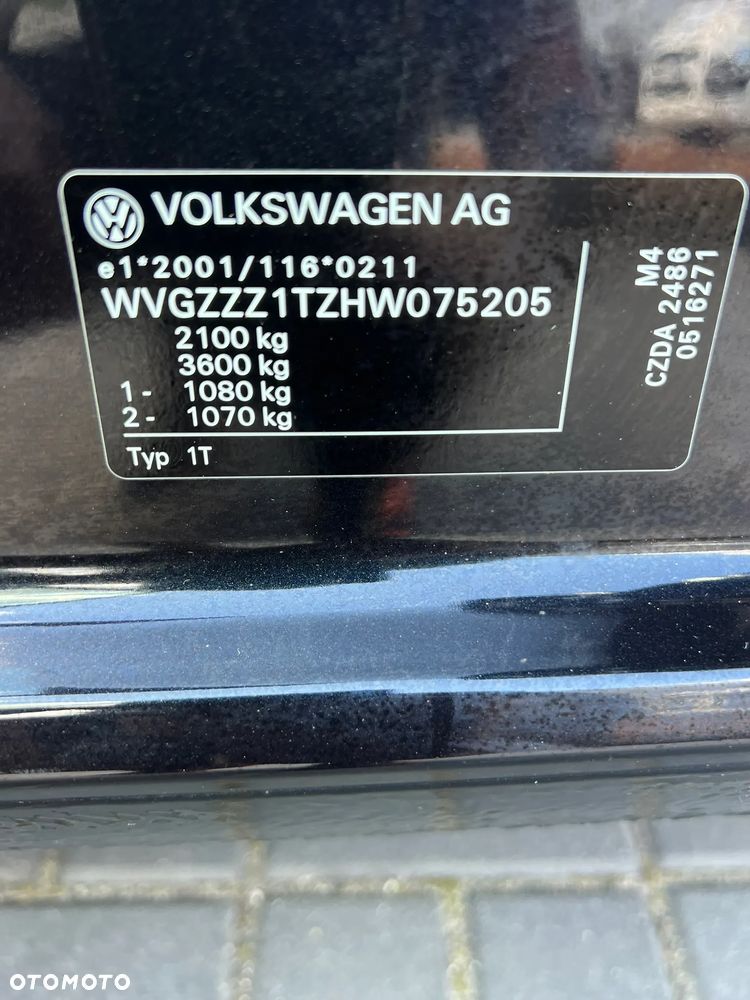 VOLKSWAGEN AG
e1*2001/116*0211
WVGZZZ1TZHW075205
2100 kg
3600 kg
1- 1080 kg
2- 1070 kg
Typ 1T
M4
CZDA 2486
0516271
OTOMOTO